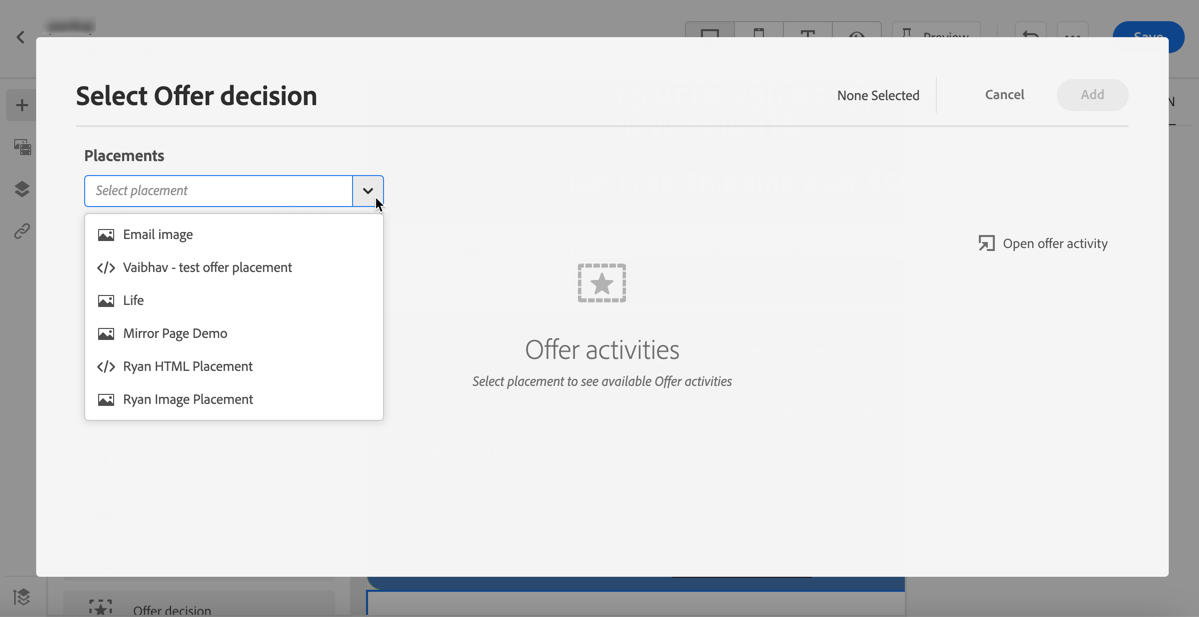 Preview
Save
Select Offer decision
None Selected
Cancel
Add
Placements
Select placement
Email image
Vaibhav - test offer placement
Life
Mirror Page Demo
Ryan HTML Placement
Ryan Image Placement
Open offer activity
Offer activities
Select placement to see available Offer activities
Offer decision